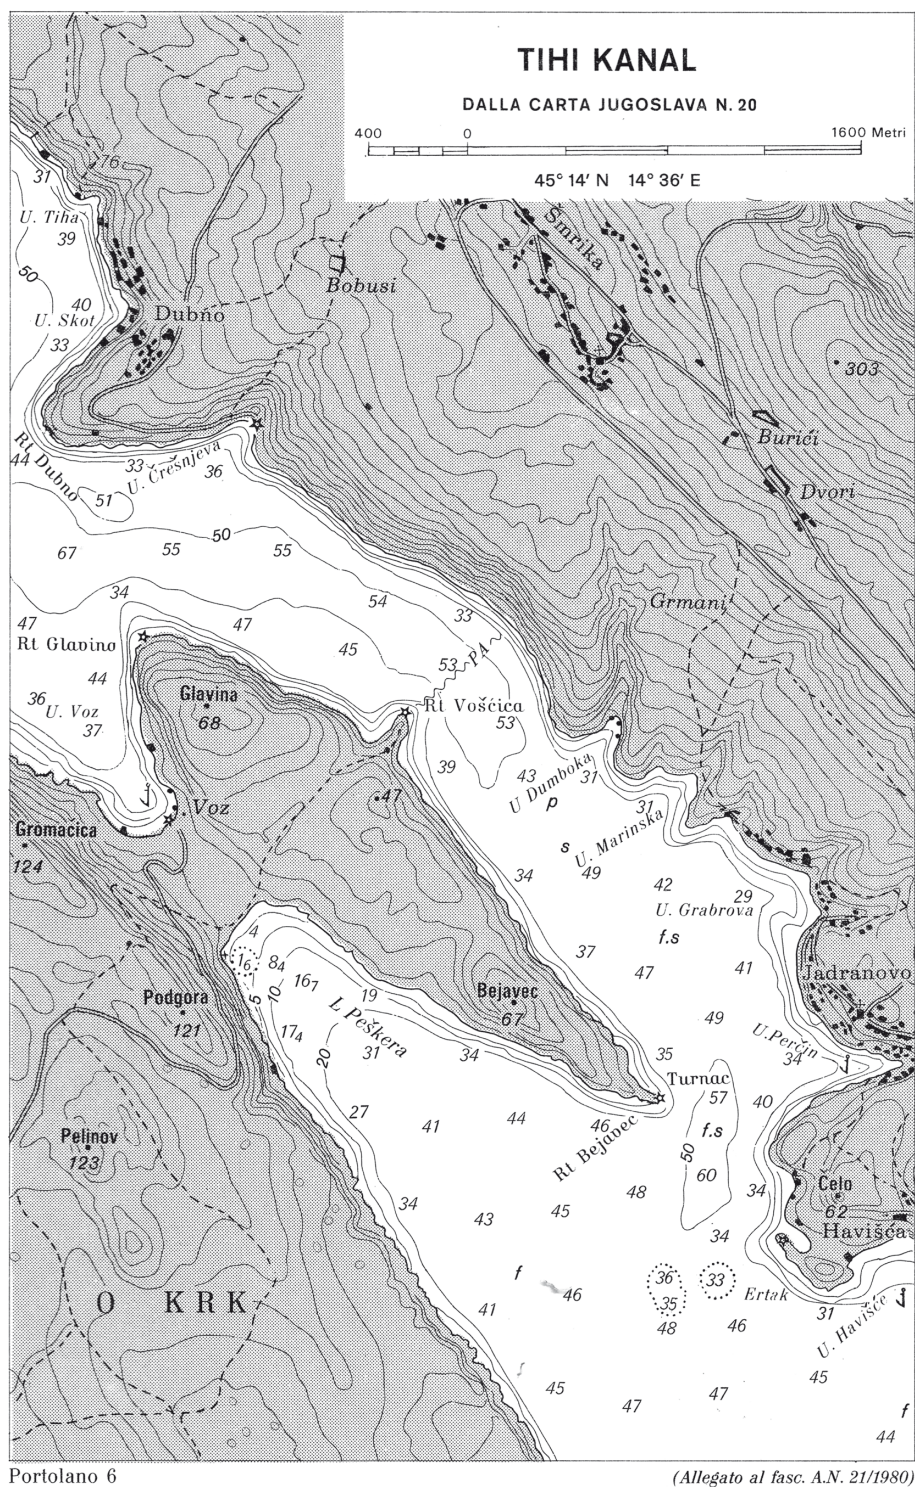 TIHI KANAL
DALLA CARTA JUGOSLAVA N. 20
400 0 1600 Metri
45° 14′ N 14° 36′ E
76
31
U. Tiha
39
Šmrika
50
Bobusi
40
Dubño
U. Skot
33
303
Burići
Rt Dubno
44
33
U. Črešnjeva
36
Dvori
51
50
67
55
55
34
54
Grmani
47
47
33
Rt Glavino
45
53
PA
44
Glavina
36
U. Voz
68
Rt Vošćica
37
53
39
43
U Dumboka
31
p
47
Voz
31
Gromačica
s
U. Marinska
124
34
49
42
29
U. Grabrova
4
f.s
37
16
84
167
47
41
Jadranovo
Podgora
5
10
19
Bejavec
121
67
L. Peškera
49
174
U.Perčin
20
31
34
35
34
Turnac
57
27
40
41
44
46
f.s
Pelinov
123
Rt Bejavec
50
60
48
34
Čelo
62
34
43
45
34
Havišća
f
36
33
46
35
Ertak
O KRK
41
31
48
46
U. Havišće
45
45
47
47
f
44
Portolano 6
(Allegato al fasc. A.N. 21/1980)